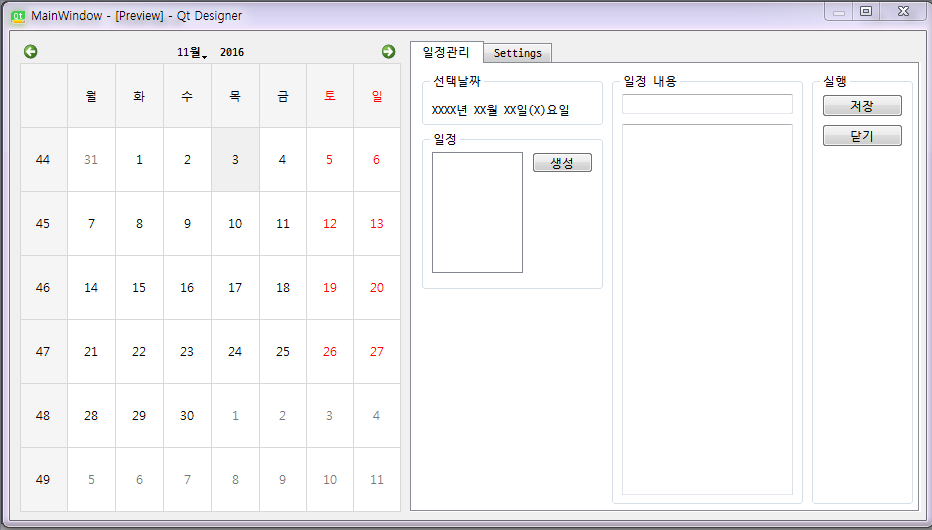 MainWindow - [Preview] - Qt Designer
11월 2016
월 화 수 목 금 토 일
44 31 1 2 3 4 5 6
45 7 8 9 10 11 12 13
46 14 15 16 17 18 19 20
47 21 22 23 24 25 26 27
48 28 29 30 1 2 3 4
49 5 6 7 8 9 10 11
일정관리 Settings
선택날짜
XXXX년 XX월 XX일(X)요일
일정
생성
일정 내용
실행
저장
닫기